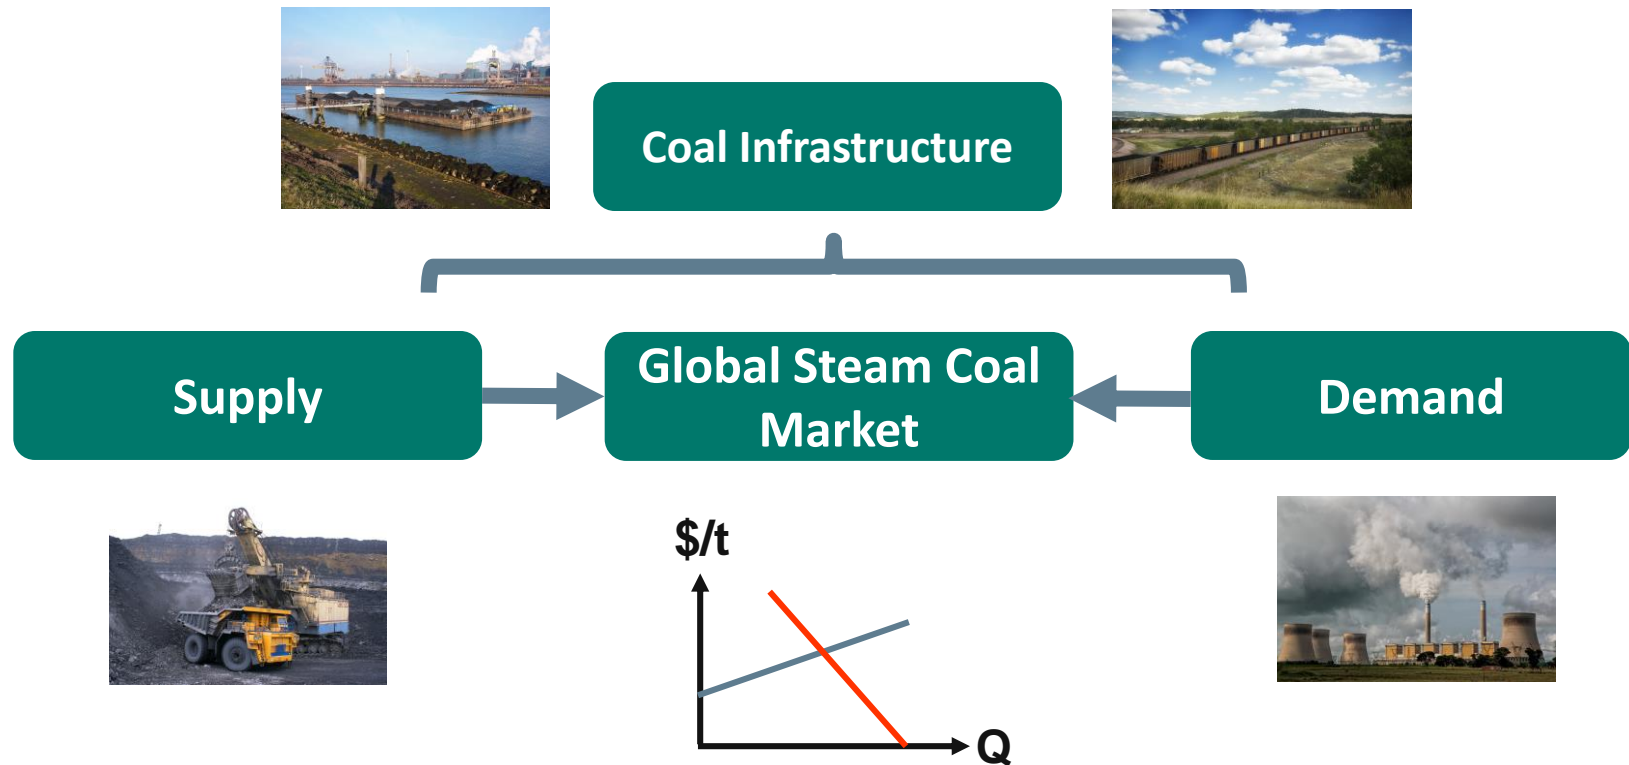 Coal Infrastructure
Supply
Global Steam Coal
Market
Demand
$/t
Q